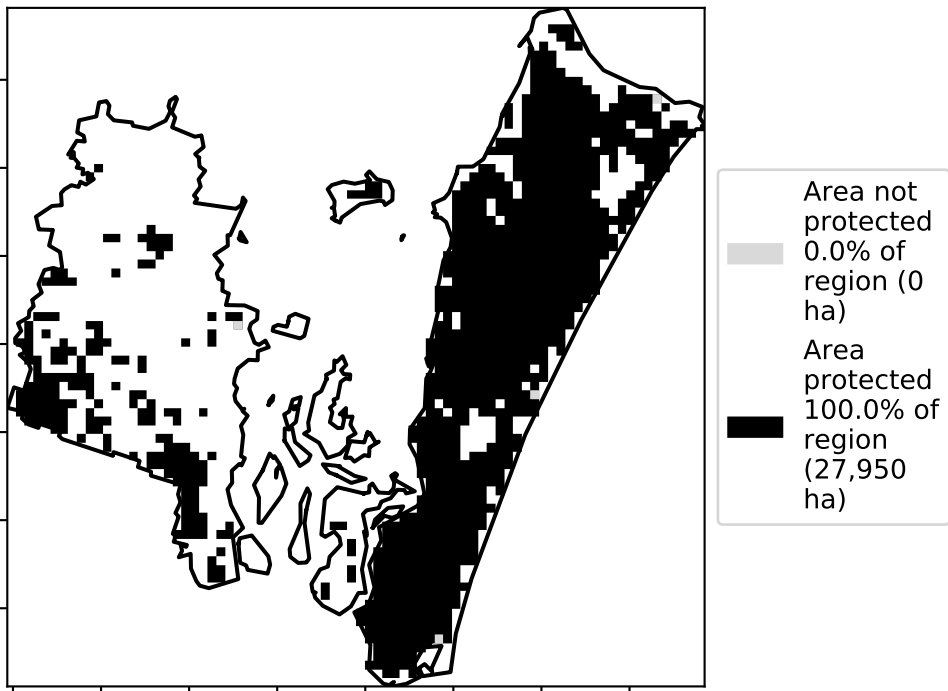 Area not
protected
0.0% of
region (0
ha)
Area
protected
100.0% of
region
(27,950
ha)